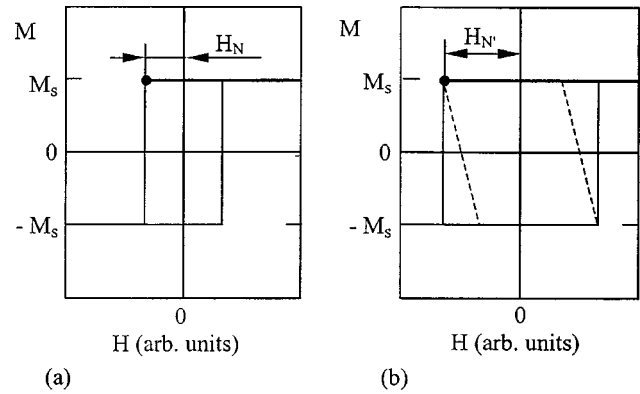 M
H_N
M_s
0
- M_s
0
H (arb. units)
(a)
M
H_N'
M_s
0
- M_s
0
H (arb. units)
(b)